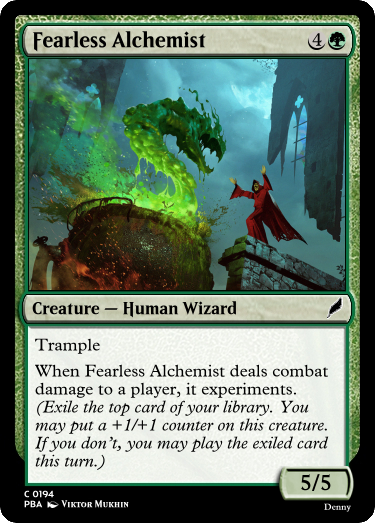 Fearless Alchemist 4
Creature — Human Wizard
Trample
When Fearless Alchemist deals combat
damage to a player, it experiments.
(Exile the top card of your library. You
may put a +1/+1 counter on this creature.
If you don't, you may play the exiled card
this turn.)
5/5
C 0194
PBA Viktor Mukhin
Denny